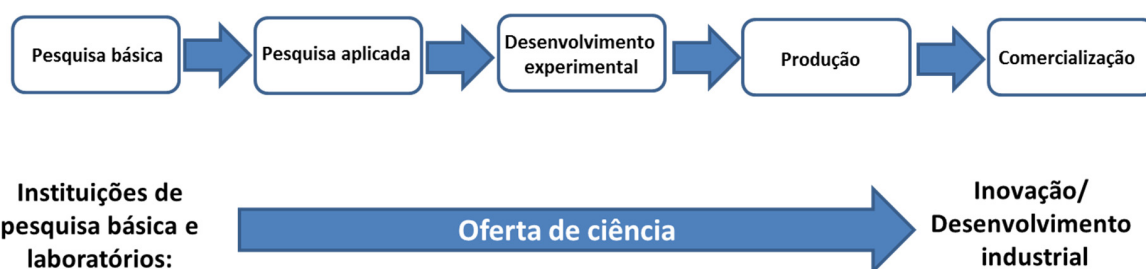 Pesquisa básica
Pesquisa aplicada
Desenvolvimento
experimental
Produção
Comercialização
Instituições de
pesquisa básica e
laboratórios:
Oferta de ciência
Inovação/
Desenvolvimento
industrial